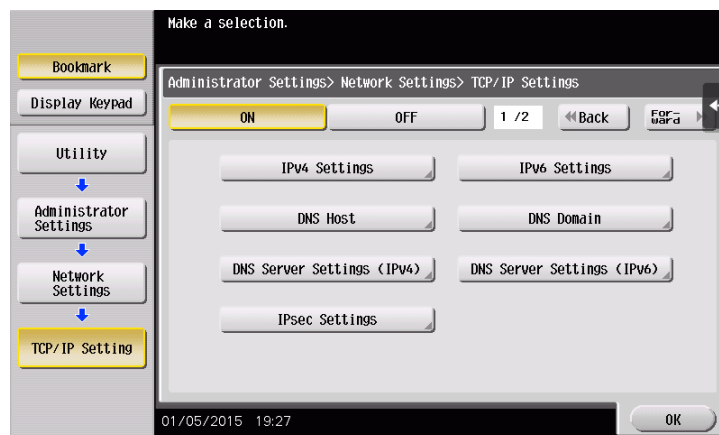 Make a selection.
Bookmark
Display Keypad
Utility
Administrator
Settings
Network
Settings
TCP/IP Setting
Administrator Settings> Network Settings> TCP/IP Settings
ON
OFF
1 /2
Back
For-
ward
IPv4 Settings
IPv6 Settings
DNS Host
DNS Domain
DNS Server Settings (IPv4)
DNS Server Settings (IPv6)
IPsec Settings
01/05/2015 19:27
OK